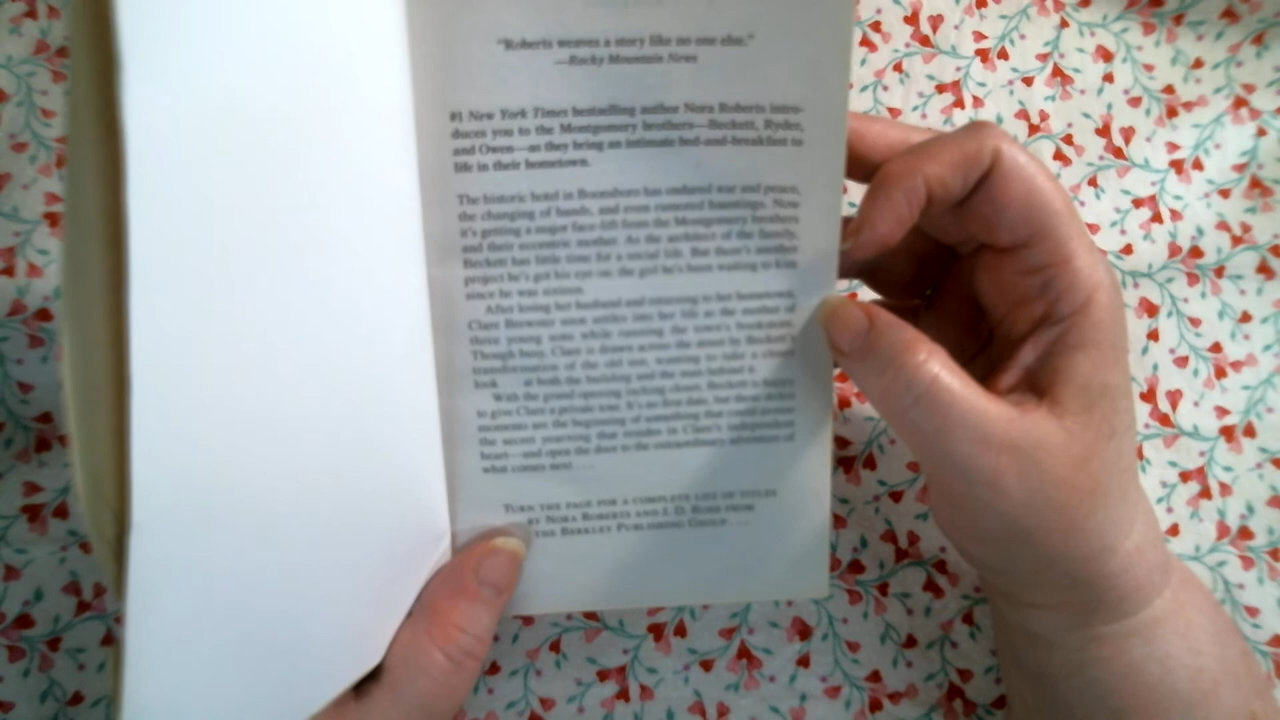 "Roberts weaves a story like no one else."
—Rocky Mountain News
#1 New York Times bestselling author Nora Roberts intro-
duces you to the Montgomery brothers—Beckett, Ryder,
and Owen—as they bring an intimate bed-and-breakfast to
life in their hometown.
The historic hotel in Boonsboro has endured war and peace,
the changing of hands, and even rumored hauntings. Now
it's getting a major face-lift from the Montgomery brothers
and their eccentric mother. As the architect of the family,
Beckett has little time for a social life. But there's another
project he's got his eye on: the girl he's been waiting to kiss
since he was sixteen.
After losing her husband and returning to her hometown,
Clare Brewster soon settles into her life as the mother of
three young sons while running the town's bookstore.
Though busy, Clare is drawn across the street by Beckett's
transformation of the old inn, wanting to take a closer
look . . . at both the building and the man behind it.
With the grand opening inching closer, Beckett is happy
to give Clare a private tour. It's no first date, but these stolen
moments are the beginning of something that could arouse
the secret yearning that resides in Clare's independent
heart—and open the door to the extraordinary adventure of
what comes next . . .
TURN THE PAGE FOR A COMPLETE LIST OF TITLES
BY NORA ROBERTS AND J. D. ROBB FROM
THE BERKLEY PUBLISHING GROUP . . .